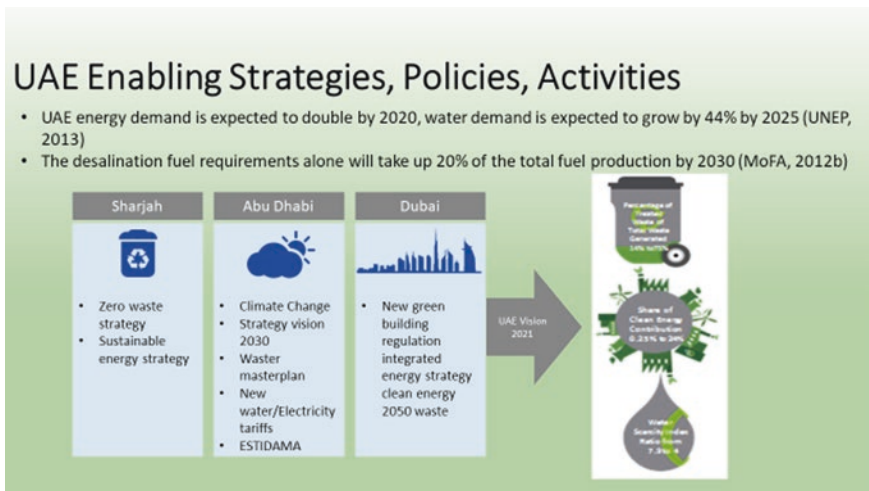 UAE Enabling Strategies, Policies, Activities
• UAE energy demand is expected to double by 2020, water demand is expected to grow by 44% by 2025 (UNEP,
2013)
• The desalination fuel requirements alone will take up 20% of the total fuel production by 2030 (MoFA, 2012b)
Sharjah
• Zero waste
strategy
• Sustainable
energy strategy
Abu Dhabi
• Climate Change
• Strategy vision
2030
• Waster
masterplan
• New
water/Electricity
tariffs
• ESTIDAMA
Dubai
• New green
building
regulation
integrated
energy strategy
clean energy
2050 waste
UAE Vision
2021
Percentage of
Treated
Waste of
Total Waste
Generated
Share of
Clean Energy
Contribution
0.25% to 24%
Water
Scarcity Index
Ratio from